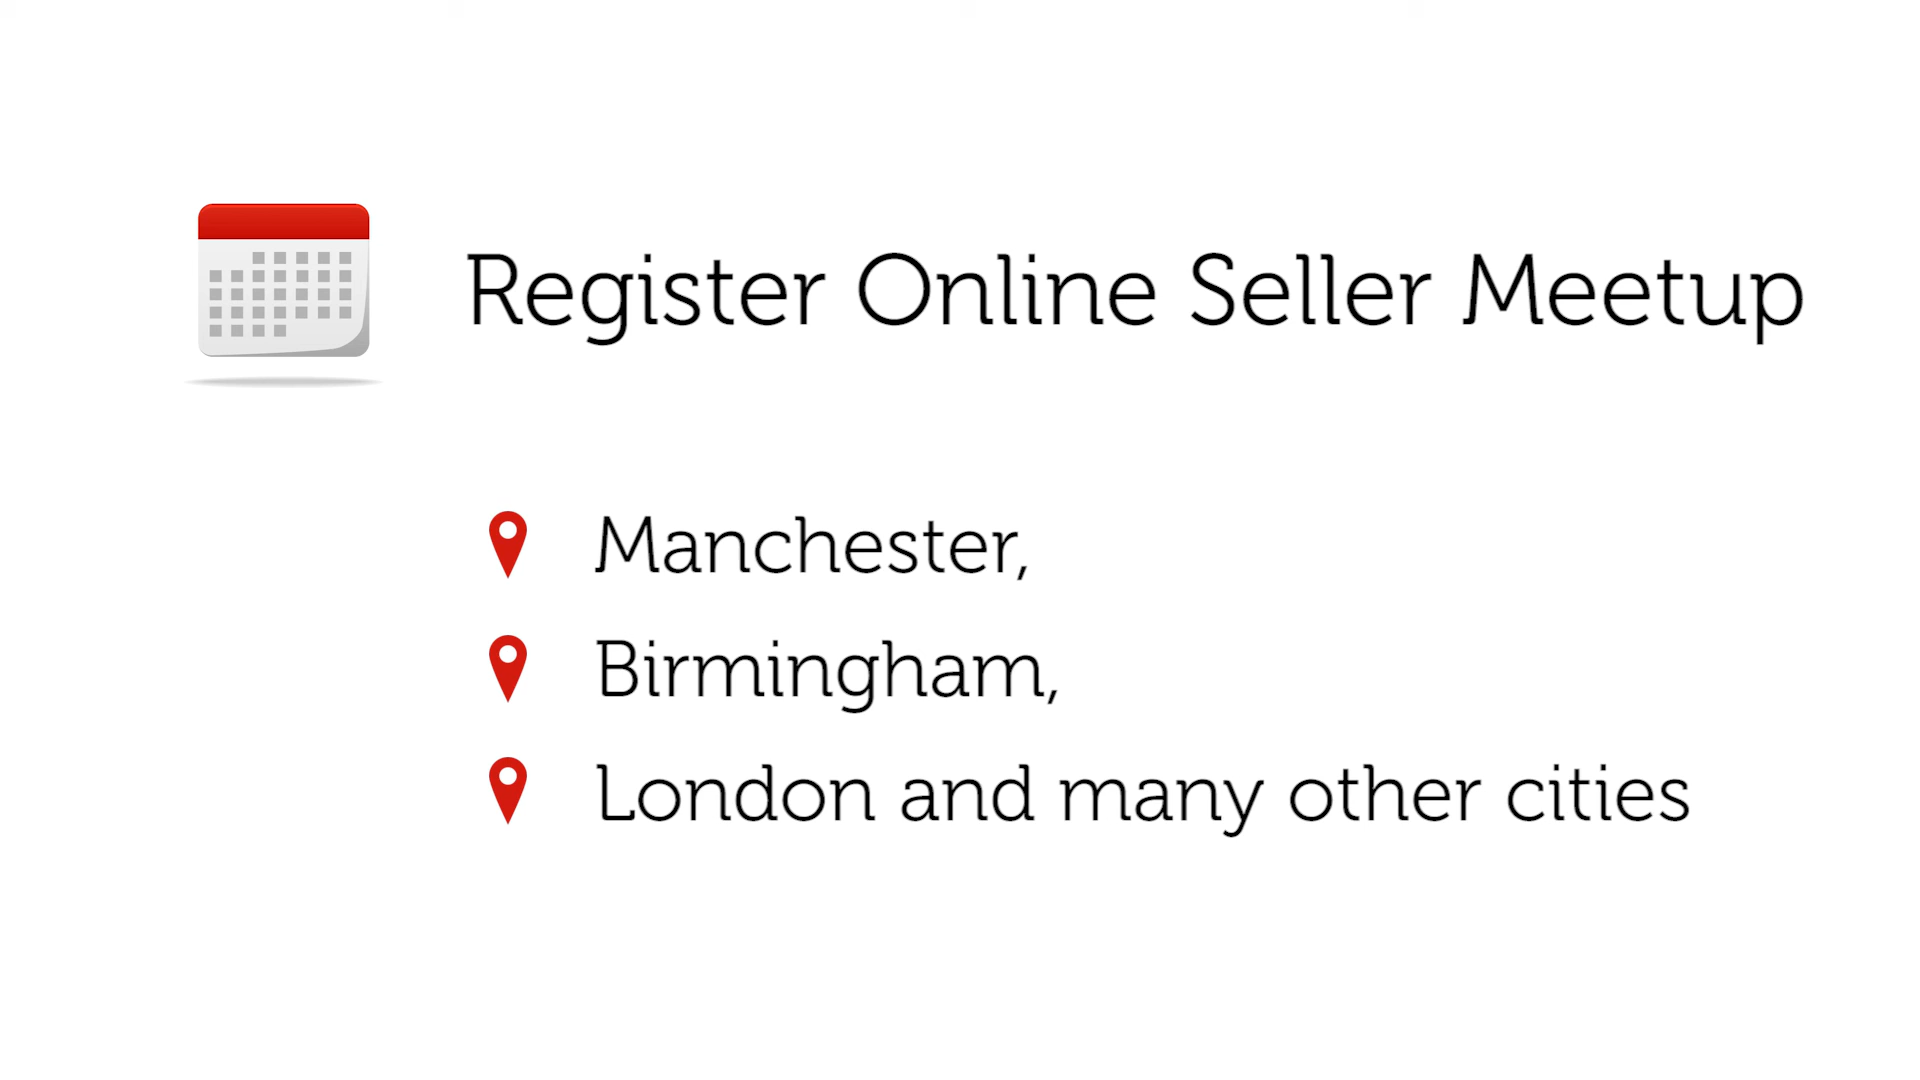 Register Online Seller Meetup
Manchester,
Birmingham,
London and many other cities